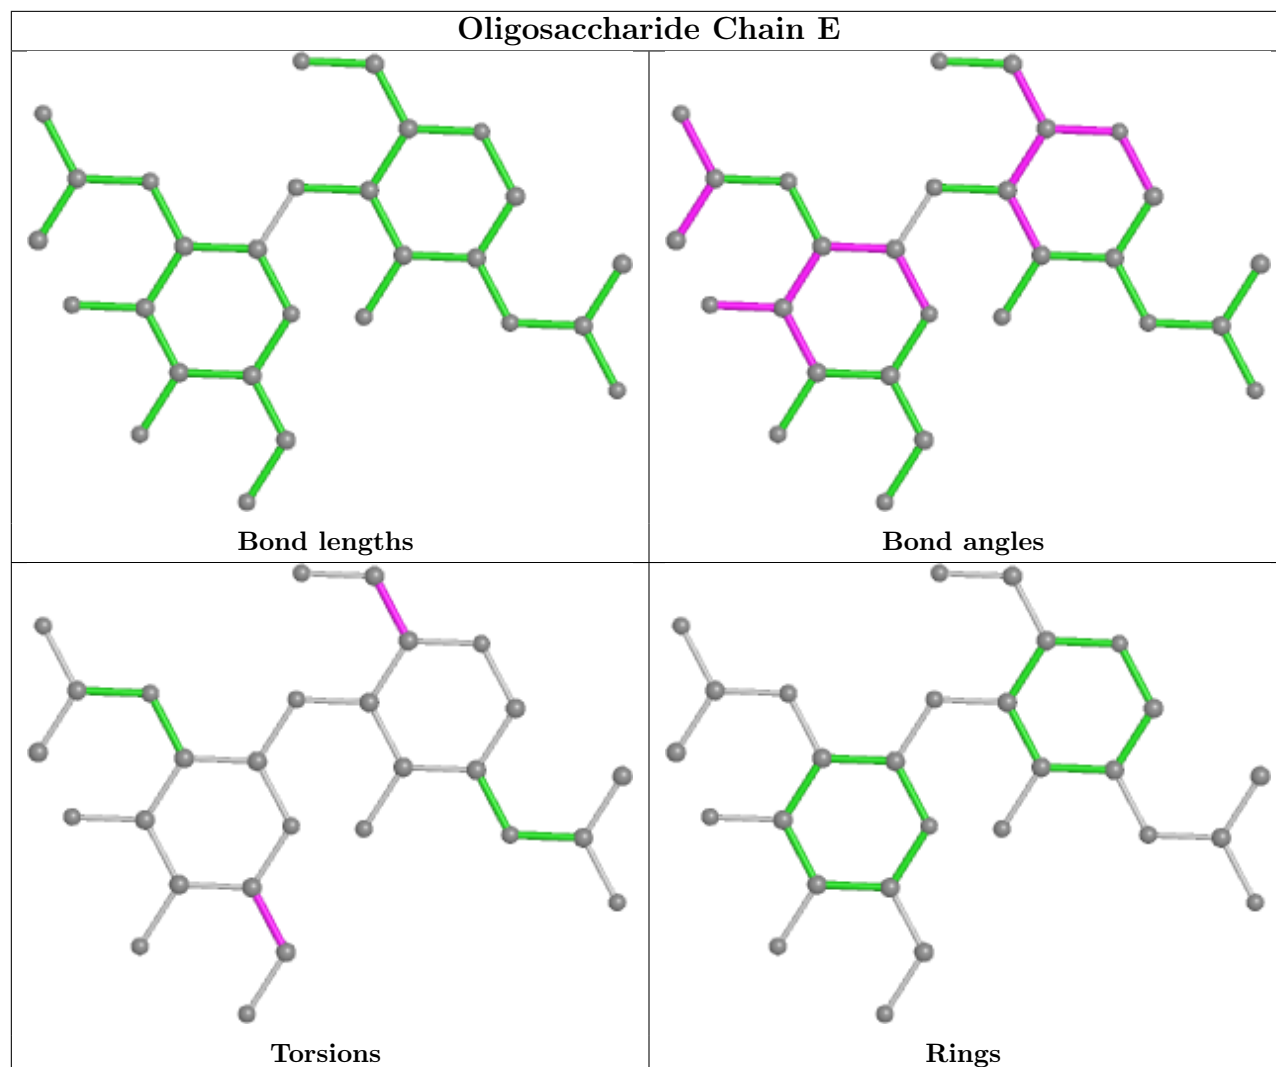 Oligosaccharide Chain E
Bond lengths
Bond angles
Torsions
Rings